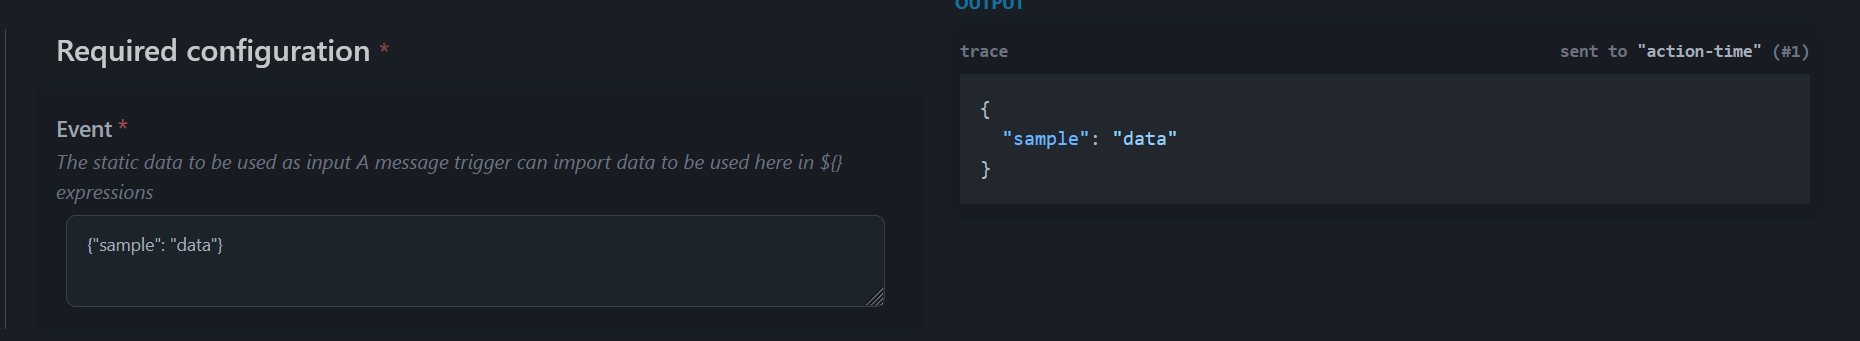 Required configuration *
Event *
The static data to be used as input A message trigger can import data to be used here in ${}
expressions
{"sample": "data"}
OUTPUT
trace
sent to "action-time" (#1)
{
"sample": "data"
}